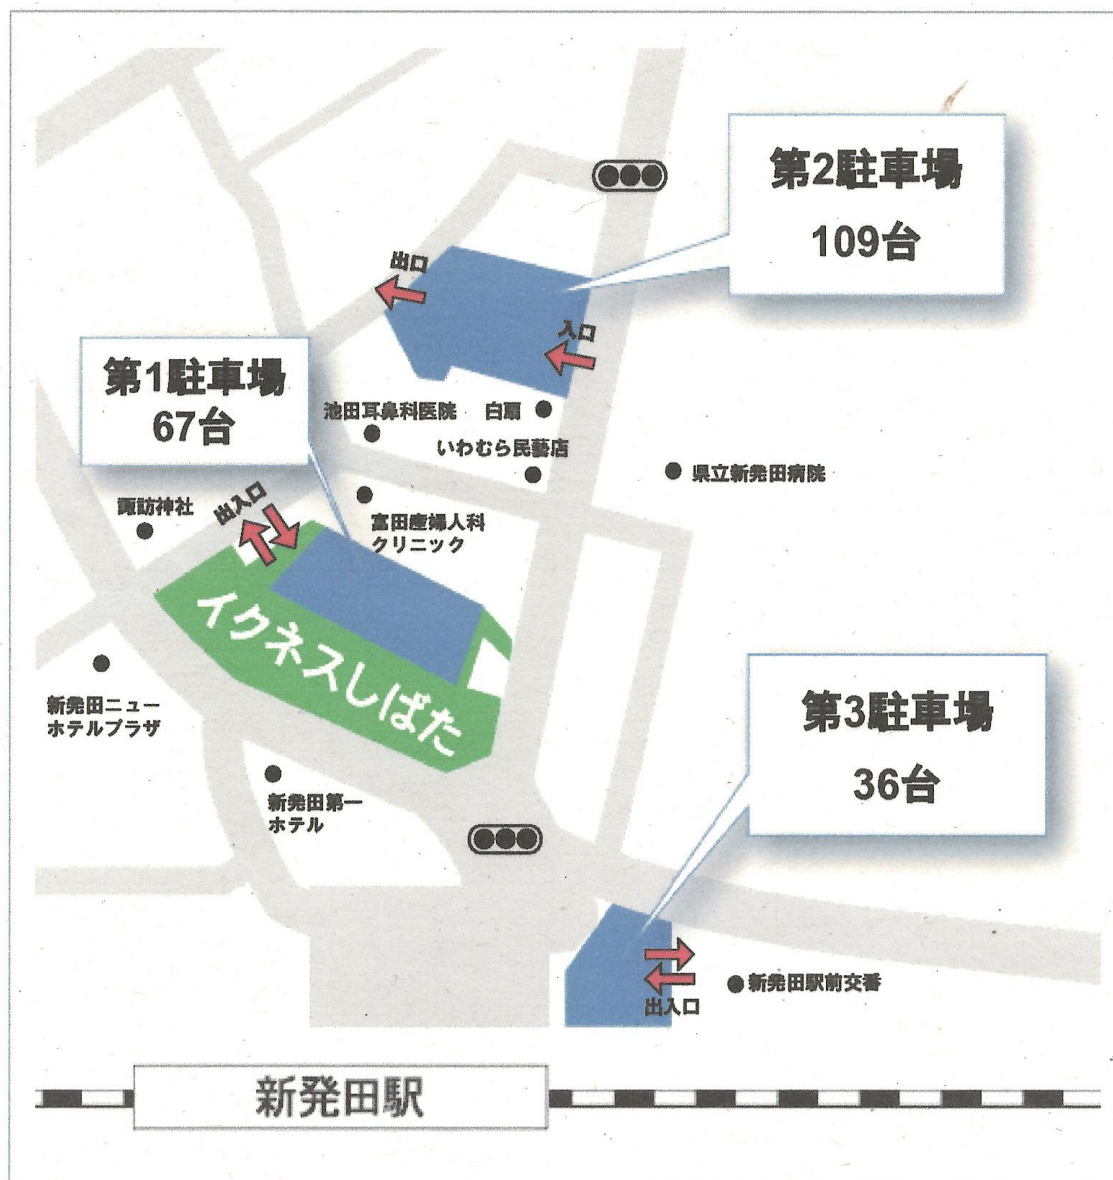 第2駐車場
109台
出口
入口
第1駐車場
67台
池田耳鼻科医院
白扇
いわむら民藝店
県立新発田病院
諏訪神社
出入口
富田産婦人科
クリニック
イクネスしばた
新発田ニュー
ホテルプラザ
第3駐車場
36台
新発田第一
ホテル
新発田駅前交番
出入口
新発田駅